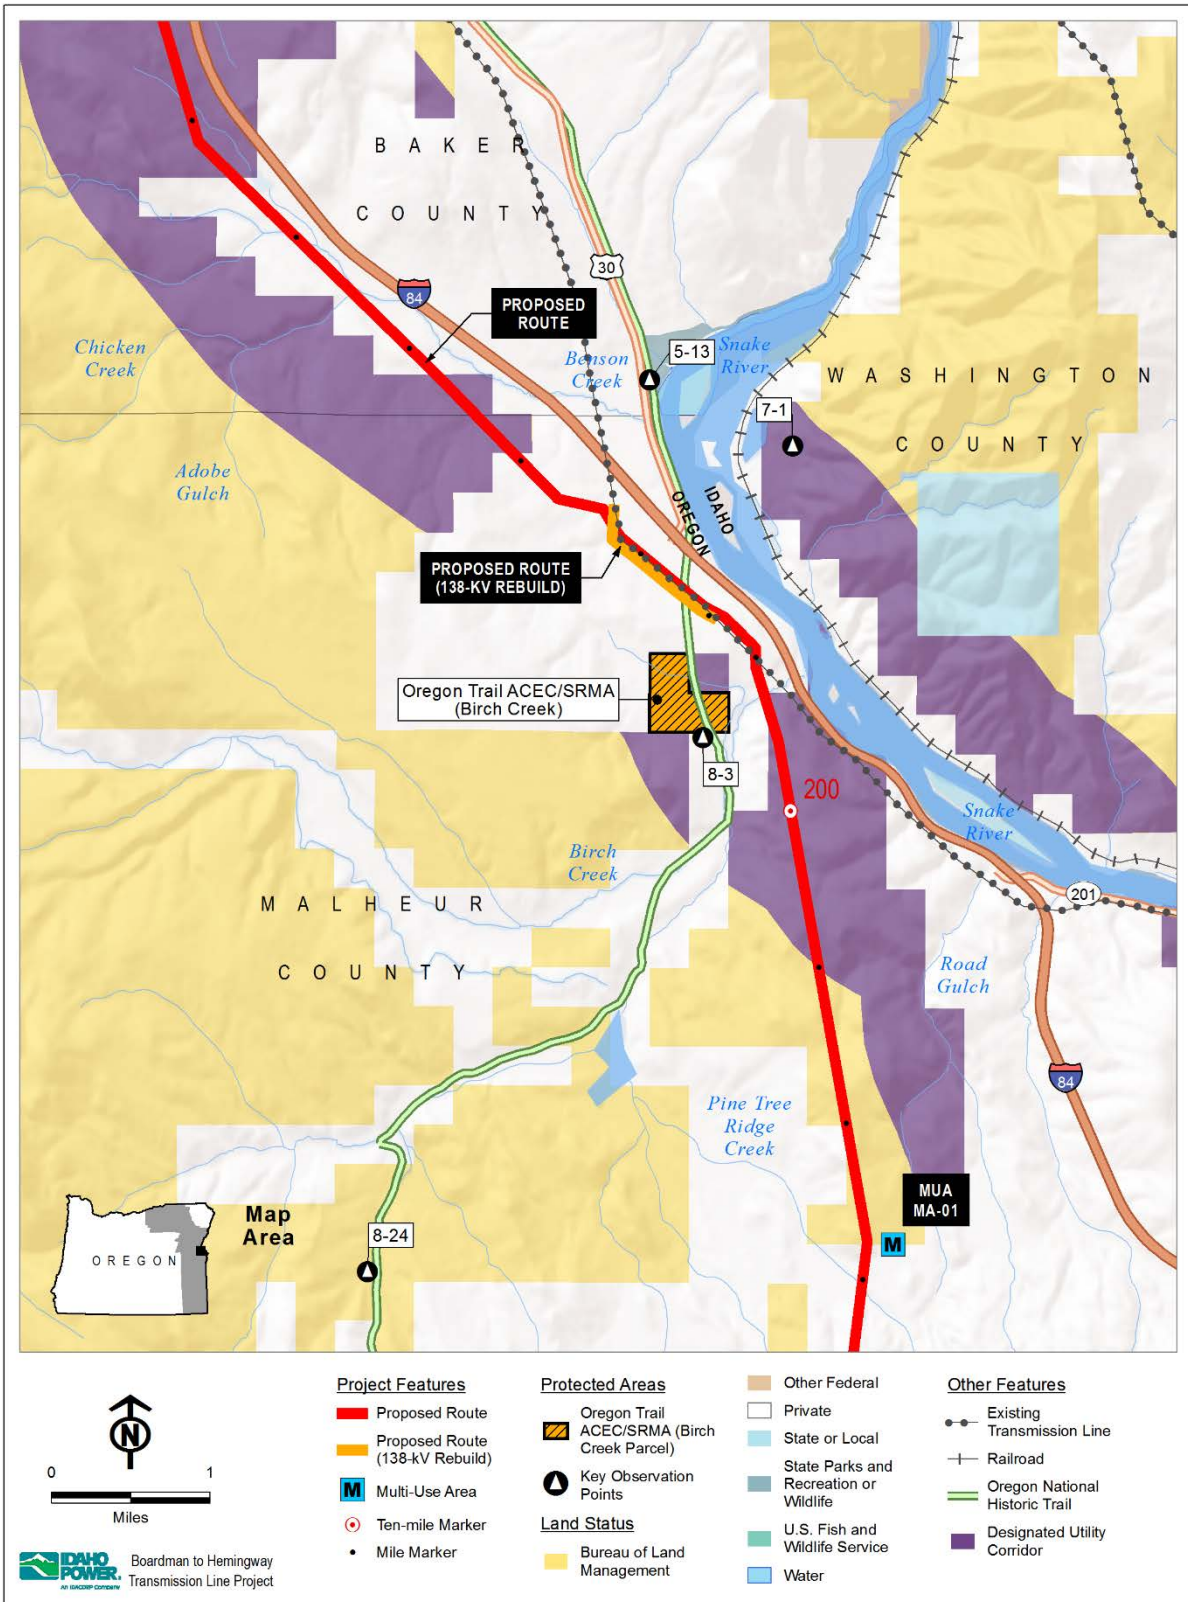 B A K E R
C O U N T Y
30
84
PROPOSED
ROUTE
Chicken
Creek
Benson
Creek
5-13
Snake
River
W A S H I N G T O N
C O U N T Y
7-1
Adobe
Gulch
IDAHO
OREGON
PROPOSED ROUTE
(138-KV REBUILD)
Oregon Trail ACEC/SRMA
(Birch Creek)
8-3
200
Snake
River
Birch
Creek
201
M A L H E U R
C O U N T Y
Road
Gulch
84
Pine Tree
Ridge
Creek
MUA
MA-01
M
Map
Area
OREGON
8-24
N
0 1
Miles
IDAHO
POWER.
An IDACORP Company
Boardman to Hemingway
Transmission Line Project
Project Features
Proposed Route
Proposed Route
(138-kV Rebuild)
M
Multi-Use Area
Ten-mile Marker
Mile Marker
Protected Areas
Oregon Trail
ACEC/SRMA (Birch
Creek Parcel)
Key Observation
Points
Land Status
Bureau of Land
Management
Other Federal
Private
State or Local
State Parks and
Recreation or
Wildlife
U.S. Fish and
Wildlife Service
Water
Other Features
Existing
Transmission Line
Railroad
Oregon National
Historic Trail
Designated Utility
Corridor